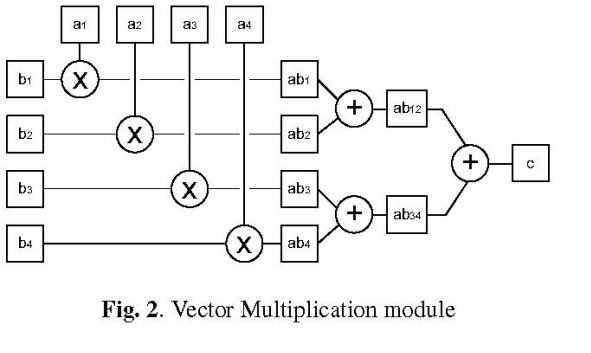 a1 a2 a3 a4
b1 X ab1
+ ab12
b2 X ab2
+ c
b3 X ab3
+ ab34
b4 X ab4
Fig. 2. Vector Multiplication module